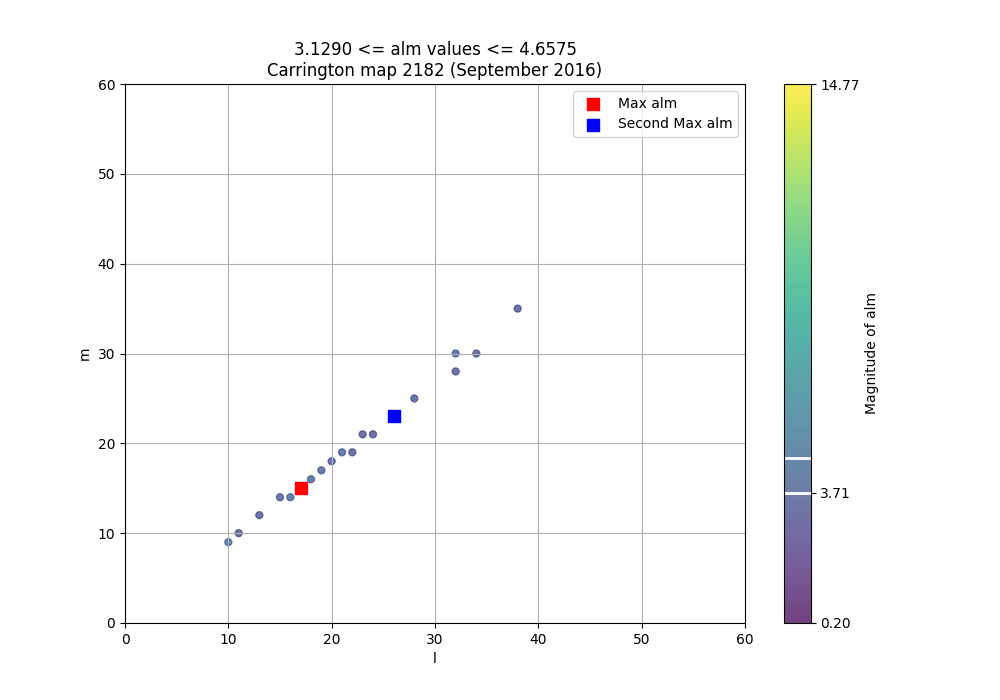 3.1290 <= alm values <= 4.6575
Carrington map 2182 (September 2016)
Max alm
Second Max alm
60
50
40
30
20
10
0
m
0 10 20 30 40 50 60
l
14.77
3.71
0.20
Magnitude of alm